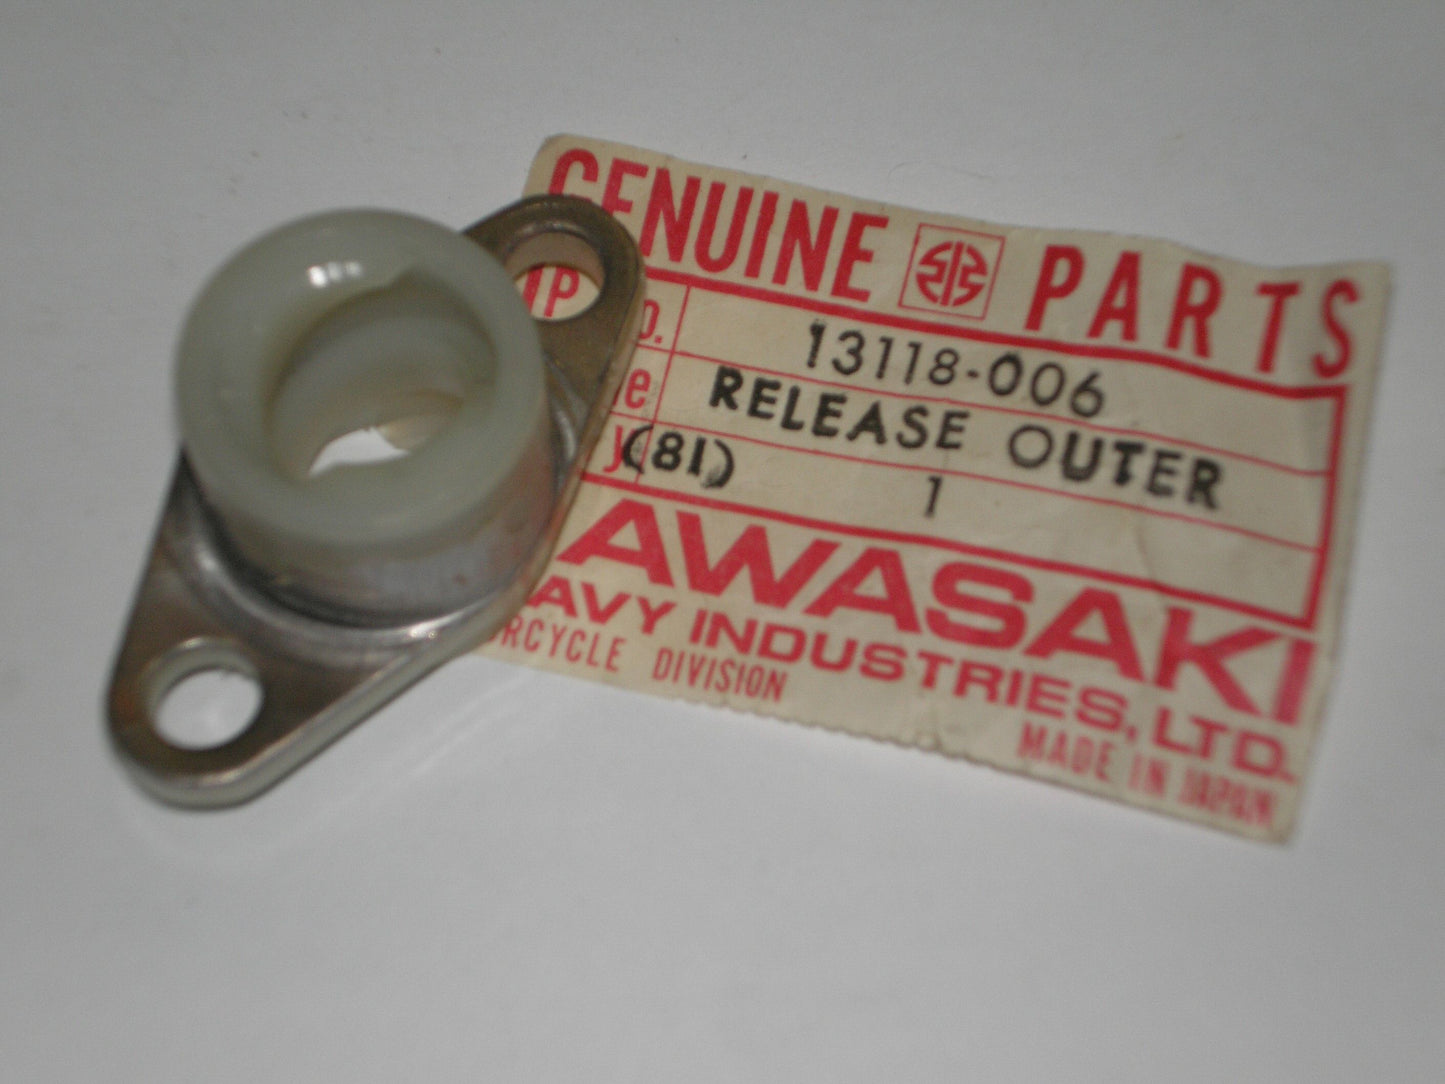 GENUINE PARTS
13118-006
RELEASE OUTER
(81) 1
AWASAKI
AVY INDUSTRIES, LTD.
RCYCLE DIVISION
MADE IN JAPAN